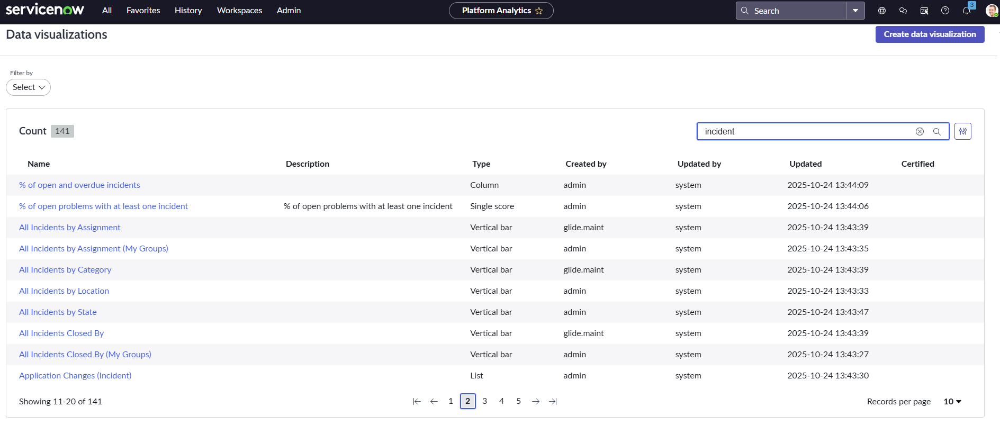 servicenow All Favorites History Workspaces Admin Platform Analytics Search 3
Data visualizations Create data visualization
Filter by
Select
Count 141 incident
Name Description Type Created by Updated by Updated Certified
% of open and overdue incidents Column admin system 2025-10-24 13:44:09
% of open problems with at least one incident % of open problems with at least one incident Single score admin system 2025-10-24 13:44:06
All Incidents by Assignment Vertical bar glide.maint system 2025-10-24 13:43:39
All Incidents by Assignment (My Groups) Vertical bar admin system 2025-10-24 13:43:35
All Incidents by Category Vertical bar glide.maint system 2025-10-24 13:43:39
All Incidents by Location Vertical bar admin system 2025-10-24 13:43:33
All Incidents by State Vertical bar admin system 2025-10-24 13:43:47
All Incidents Closed By Vertical bar glide.maint system 2025-10-24 13:43:39
All Incidents Closed By (My Groups) Vertical bar admin system 2025-10-24 13:43:27
Application Changes (Incident) List admin system 2025-10-24 13:43:30
Showing 11-20 of 141 1 2 3 4 5 Records per page 10